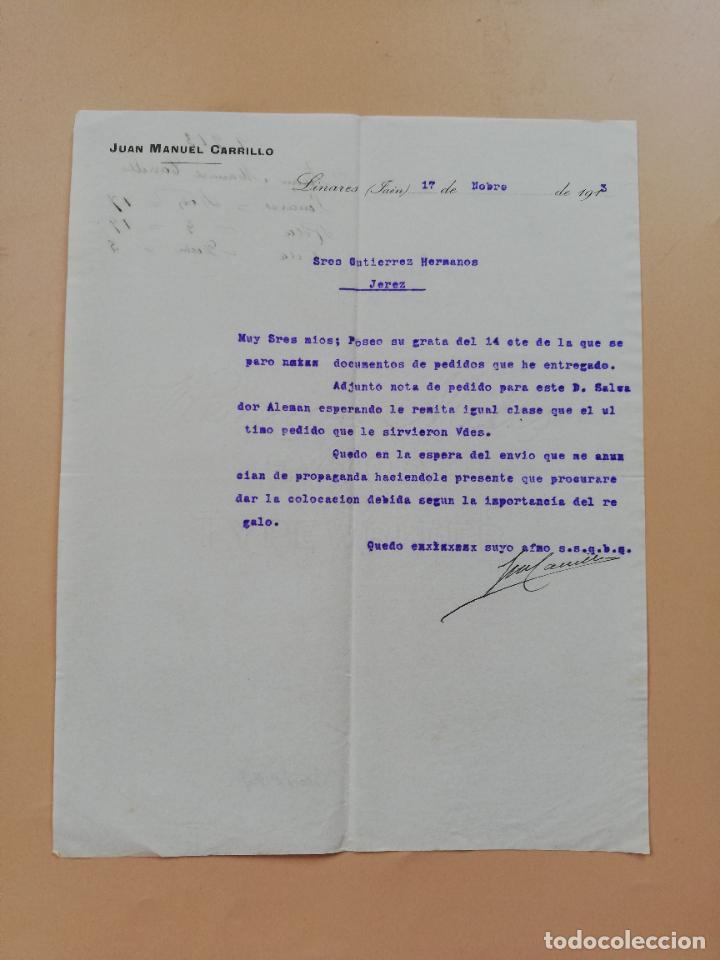 JUAN MANUEL CARRILLO
Linares (Jaén) 17 de Nobre de 1913
Sres Gutierrez Hermanos
Jerez
Muy Sres mios; Poseo su grata del 14 cte de la que se
paro documentos de pedidos que he entregado.
Adjunto nota de pedido para este D. Salva
dor Aleman esperando le remita igual clase que el ul
timo pedido que le sirvieron Vdes.
Quedo en la espera del envio que me anun
cian de propaganda haciendole presente que procurare
dar la colocacion debida segun la importancia del re
galo.
Quedo suyo afmo s.s.q.b.q.
todocoleccion